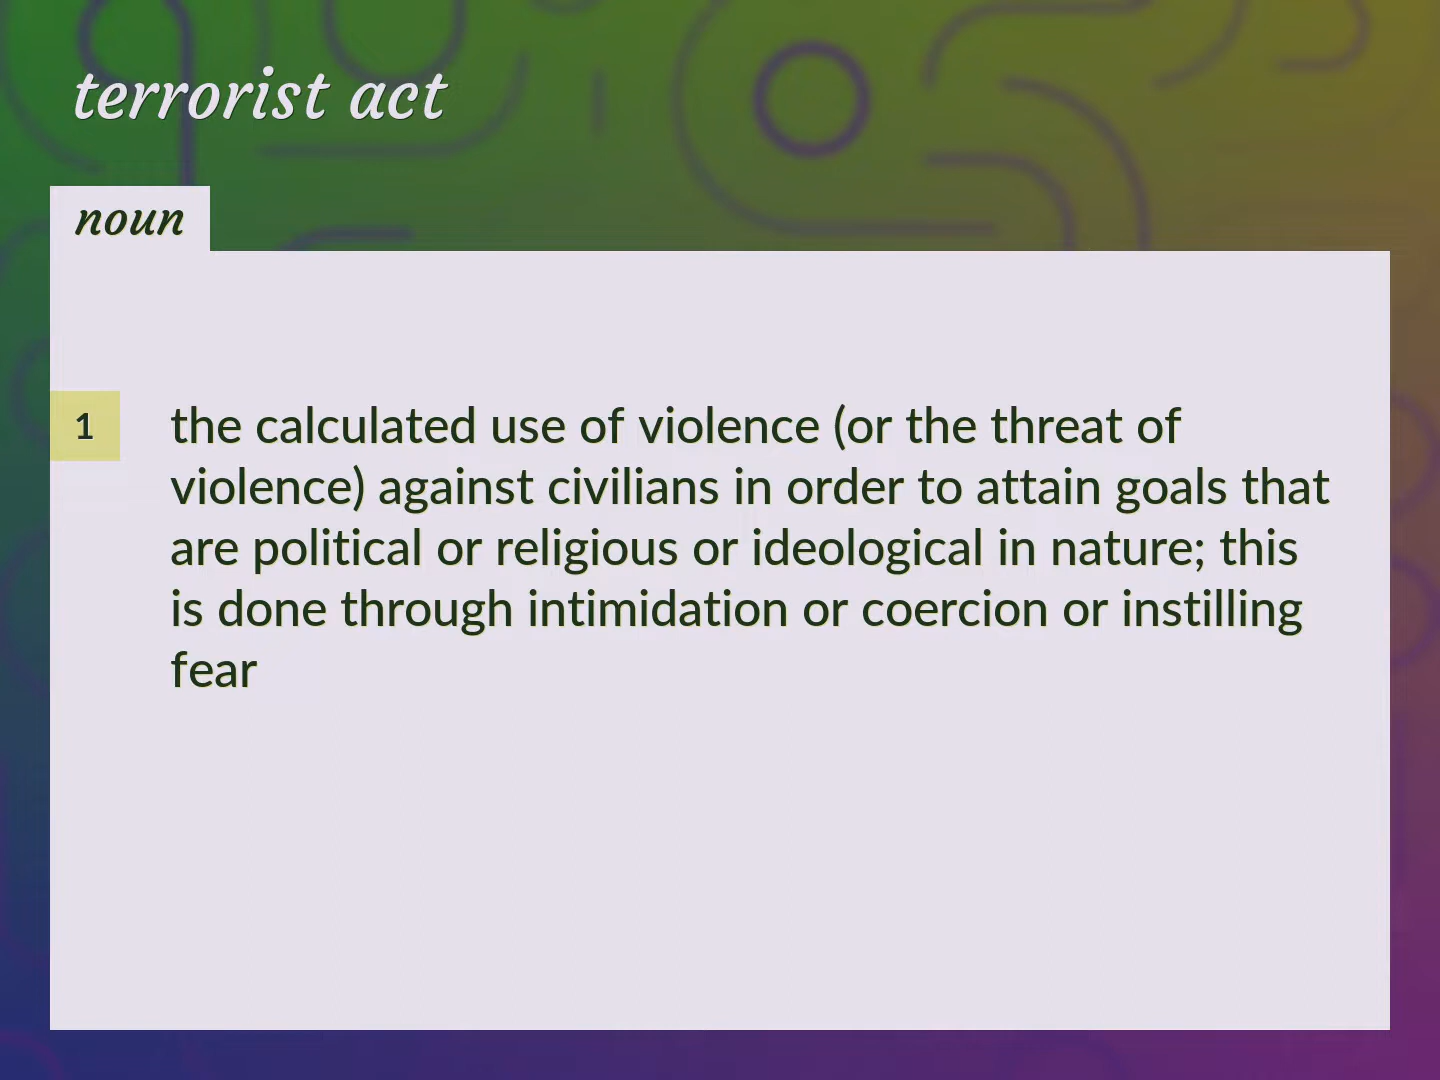 terrorist act
noun
1
the calculated use of violence (or the threat of
violence) against civilians in order to attain goals that
are political or religious or ideological in nature; this
is done through intimidation or coercion or instilling
fear